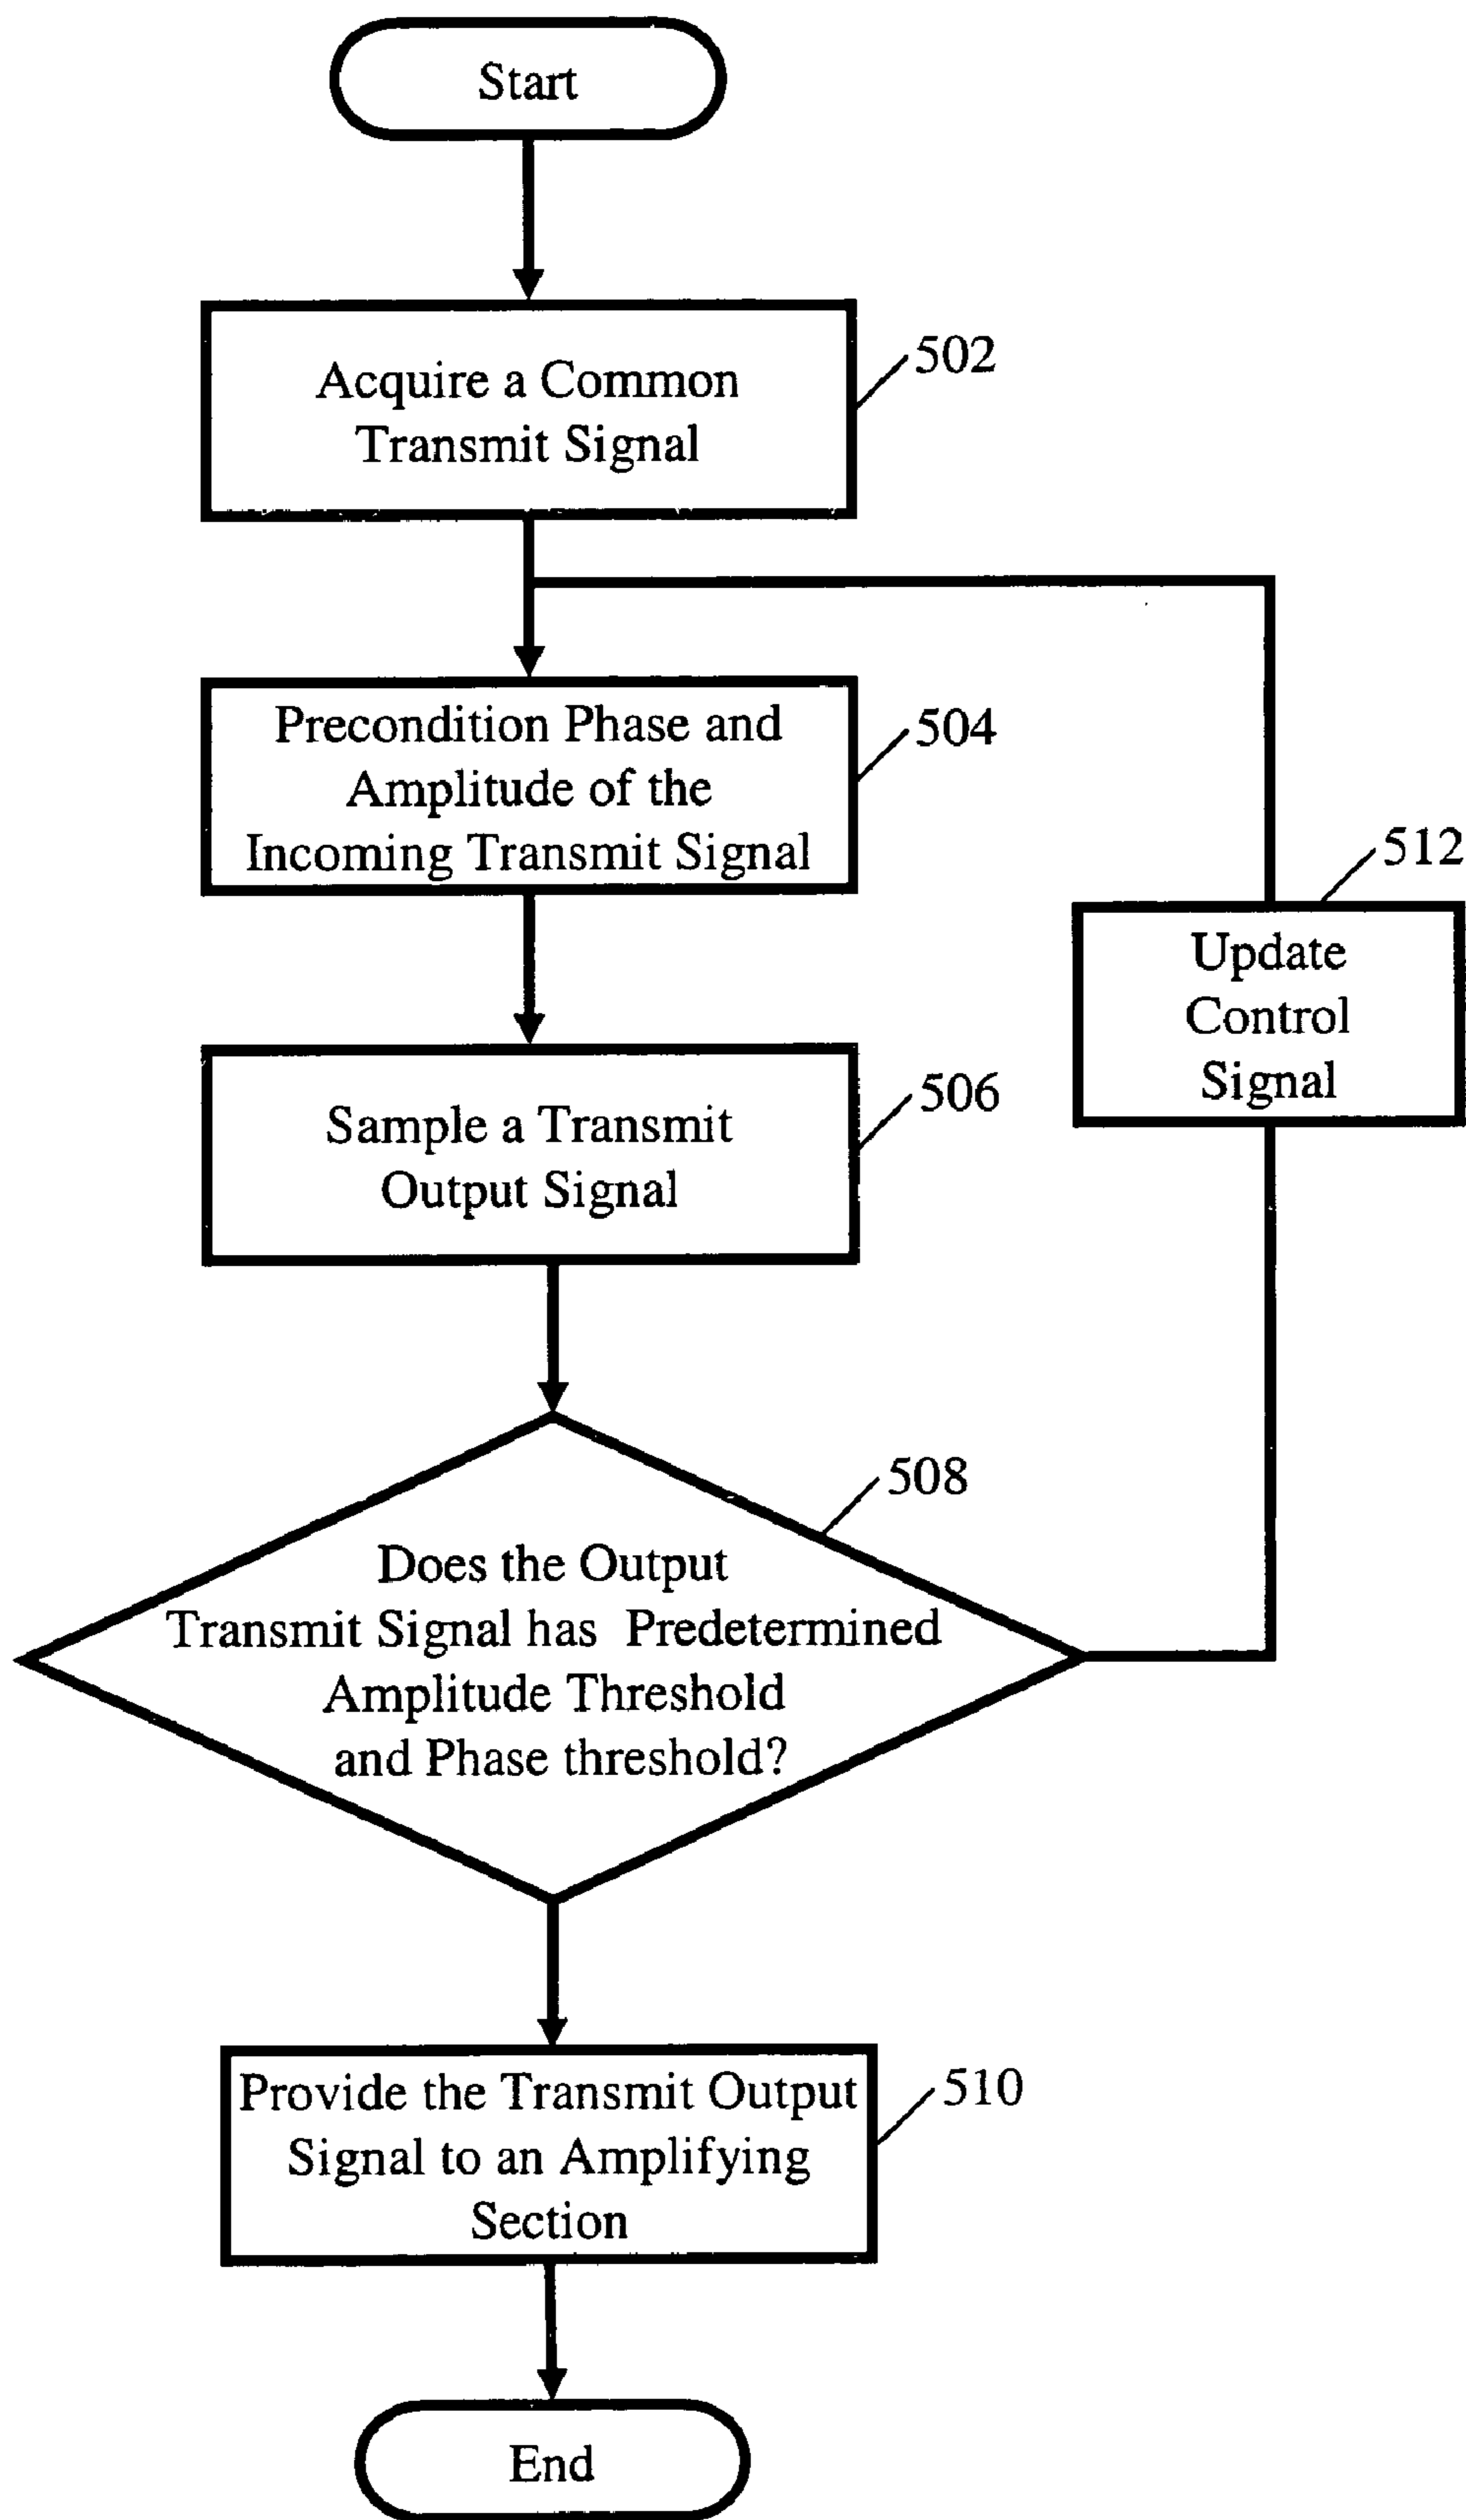 Start
Acquire a Common
Transmit Signal
502
Precondition Phase and
Amplitude of the
Incoming Transmit Signal
504
512
Update
Control
Signal
Sample a Transmit
Output Signal
506
508
Does the Output
Transmit Signal has Predetermined
Amplitude Threshold
and Phase threshold?
Provide the Transmit Output
Signal to an Amplifying
Section
510
End